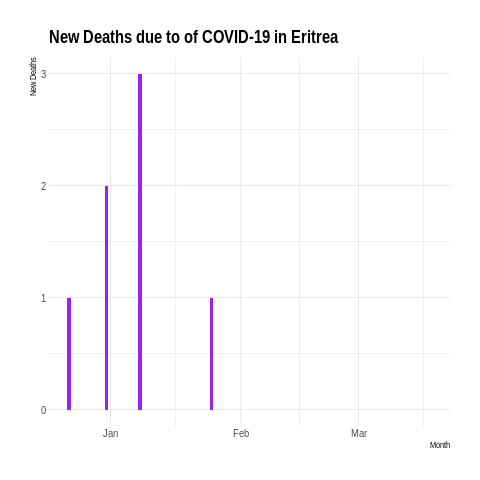 New Deaths due to of COVID-19 in Eritrea
New Deaths
3
2
1
0
Jan Feb Mar
Month